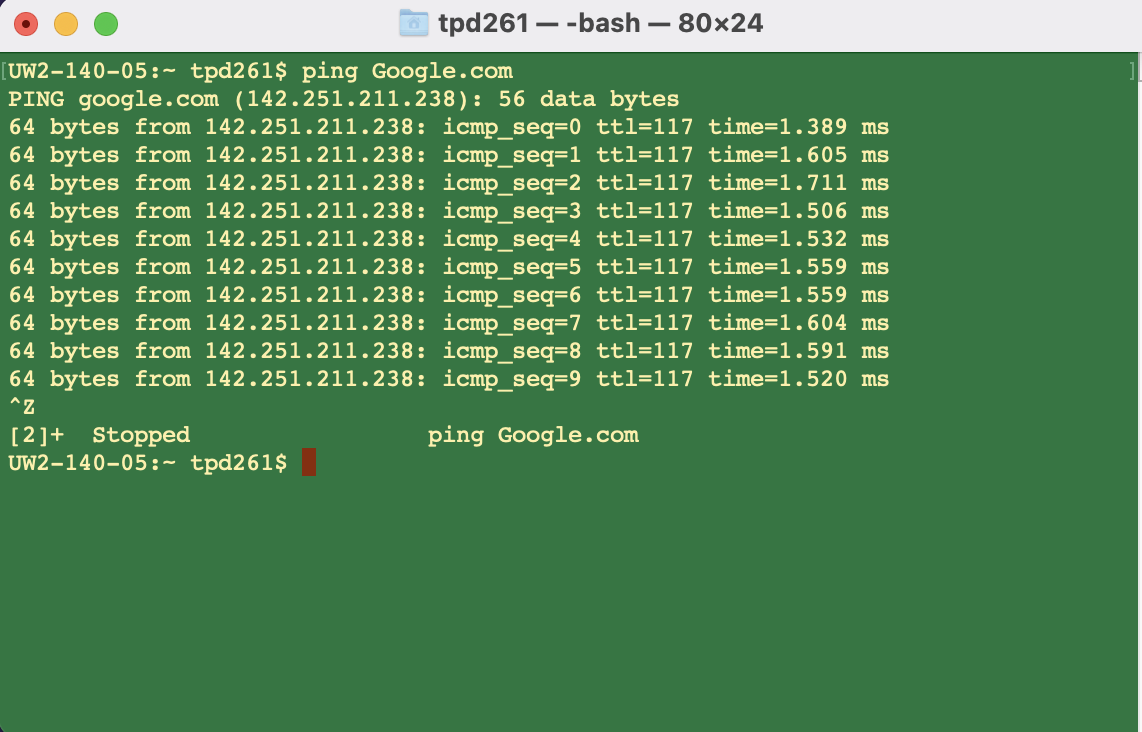 tpd261 — -bash — 80×24
[UW2-140-05:~ tpd261$ ping Google.com ]
PING google.com (142.251.211.238): 56 data bytes
64 bytes from 142.251.211.238: icmp_seq=0 ttl=117 time=1.389 ms
64 bytes from 142.251.211.238: icmp_seq=1 ttl=117 time=1.605 ms
64 bytes from 142.251.211.238: icmp_seq=2 ttl=117 time=1.711 ms
64 bytes from 142.251.211.238: icmp_seq=3 ttl=117 time=1.506 ms
64 bytes from 142.251.211.238: icmp_seq=4 ttl=117 time=1.532 ms
64 bytes from 142.251.211.238: icmp_seq=5 ttl=117 time=1.559 ms
64 bytes from 142.251.211.238: icmp_seq=6 ttl=117 time=1.559 ms
64 bytes from 142.251.211.238: icmp_seq=7 ttl=117 time=1.604 ms
64 bytes from 142.251.211.238: icmp_seq=8 ttl=117 time=1.591 ms
64 bytes from 142.251.211.238: icmp_seq=9 ttl=117 time=1.520 ms
^Z
[2]+  Stopped                 ping Google.com
UW2-140-05:~ tpd261$